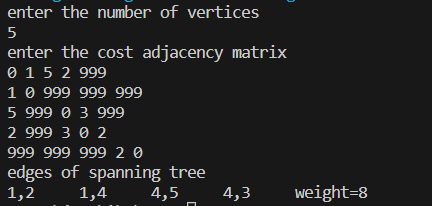 enter the number of vertices
5
enter the cost adjacency matrix
0 1 5 2 999
1 0 999 999 999
5 999 0 3 999
2 999 3 0 2
999 999 999 2 0
edges of spanning tree
1,2 1,4 4,5 4,3 weight=8